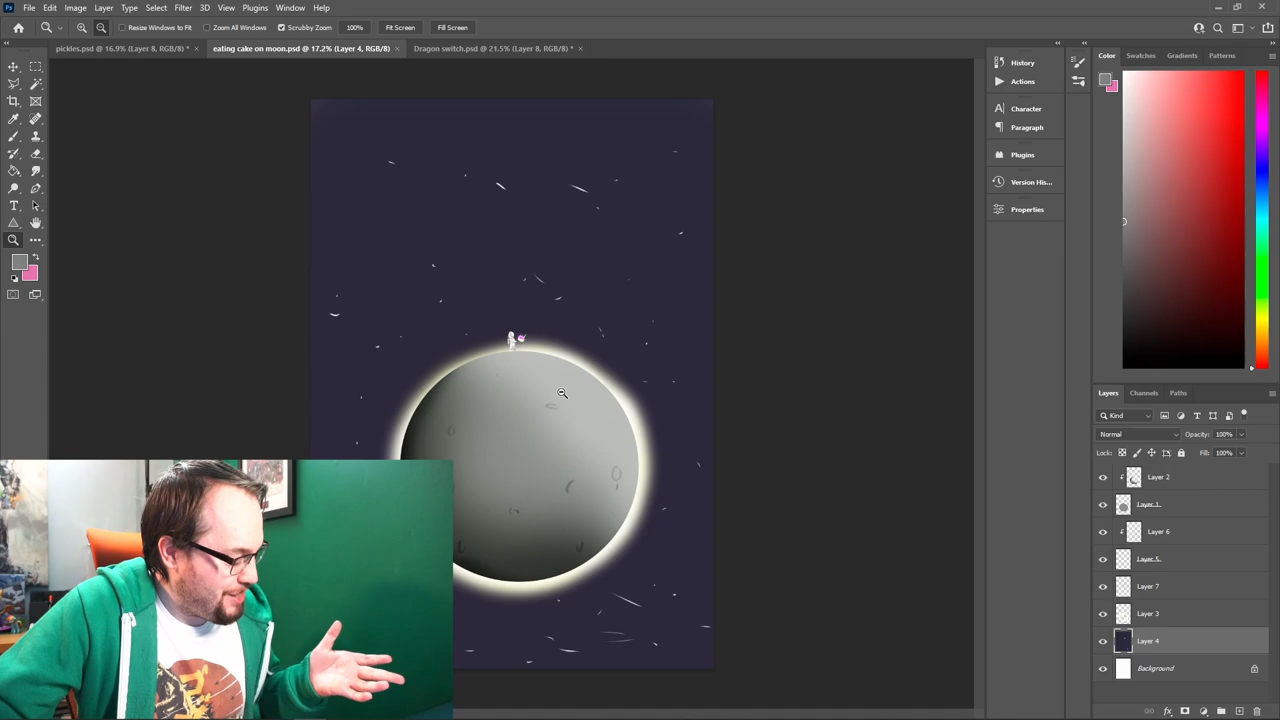 Ps File Edit Image Layer Type Select Filter 3D View Plugins Window Help
Resize Windows to Fit Zoom All Windows Scrubby Zoom 100% Fit Screen Fill Screen
pickles.psd @ 16.9% (Layer 8, RGB/8) * × eating cake on moon.psd @ 17.2% (Layer 4, RGB/8) × Dragon switch.psd @ 21.5% (Layer 8, RGB/8) * ×
History
Actions
Character
Paragraph
Plugins
Version His...
Properties
Color Swatches Gradients Patterns
Layers Channels Paths
Kind
Normal Opacity: 100%
Lock: Fill: 100%
Layer 2
Layer 1
Layer 6
Layer 5
Layer 7
Layer 3
Layer 4
Background